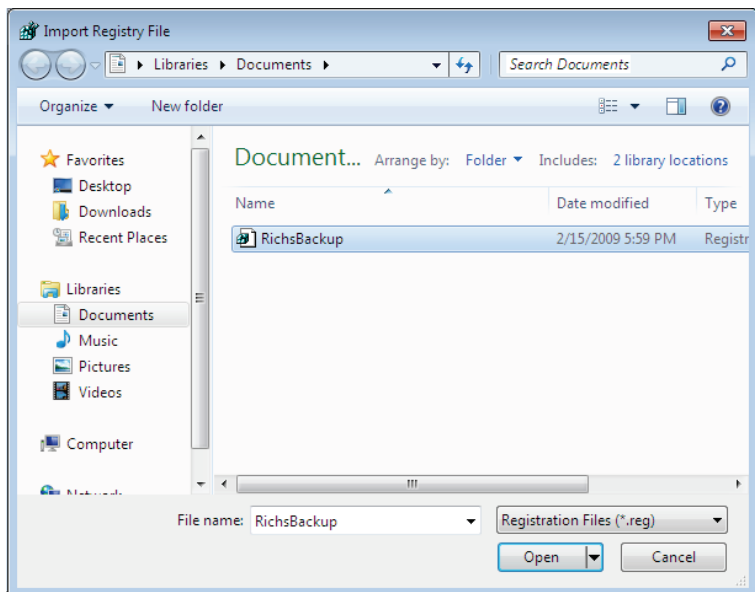 Import Registry File
Libraries Documents Search Documents
Organize New folder
Favorites
Desktop
Downloads
Recent Places
Libraries
Documents
Music
Pictures
Videos
Computer
Network
Document... Arrange by: Folder Includes: 2 library locations
Name Date modified Type
RichsBackup 2/15/2009 5:59 PM Registr
File name: RichsBackup Registration Files (*.reg)
Open Cancel